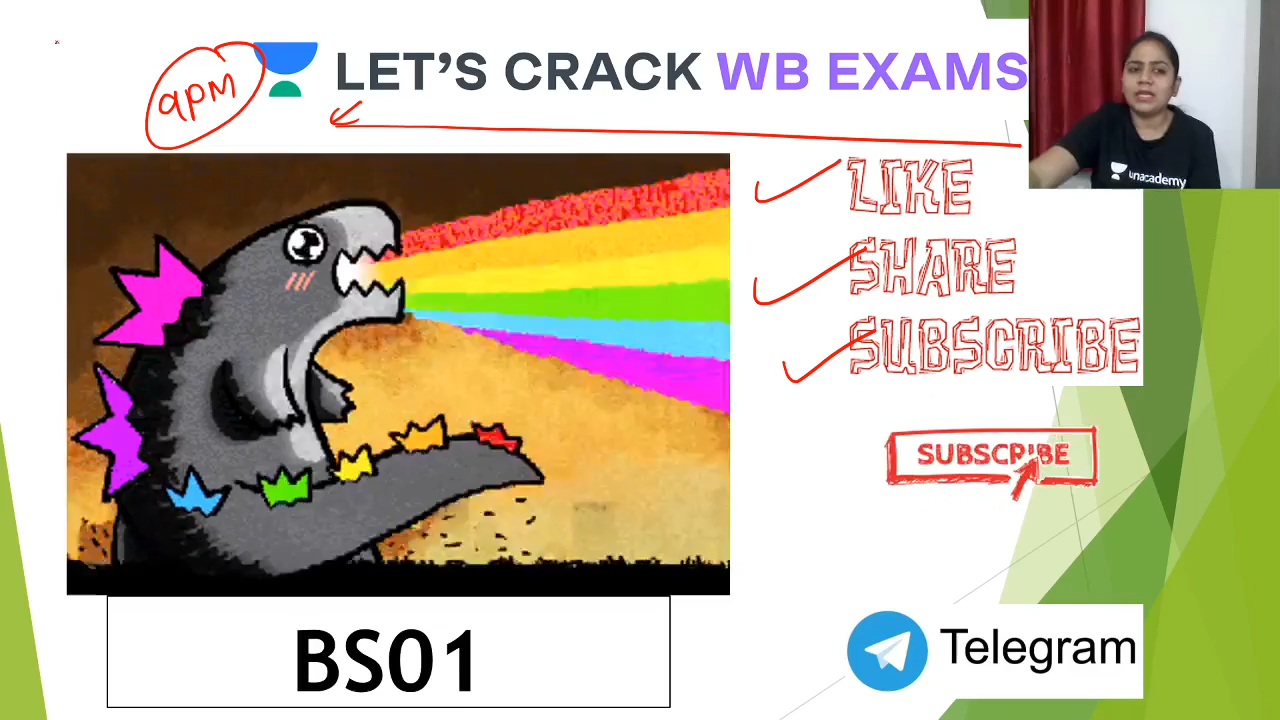 9pm
LET'S CRACK WB EXAMS
unacademy
LIKE
SHARE
SUBSCRIBE
SUBSCRIBE
BS01
Telegram